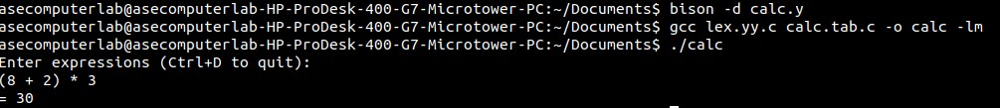 asecomputerlab@asecomputerlab-HP-ProDesk-400-G7-Microtower-PC:~/Documents$ bison -d calc.y
asecomputerlab@asecomputerlab-HP-ProDesk-400-G7-Microtower-PC:~/Documents$ gcc lex.yy.c calc.tab.c -o calc -lm
asecomputerlab@asecomputerlab-HP-ProDesk-400-G7-Microtower-PC:~/Documents$ ./calc
Enter expressions (Ctrl+D to quit):
(8 + 2) * 3
= 30